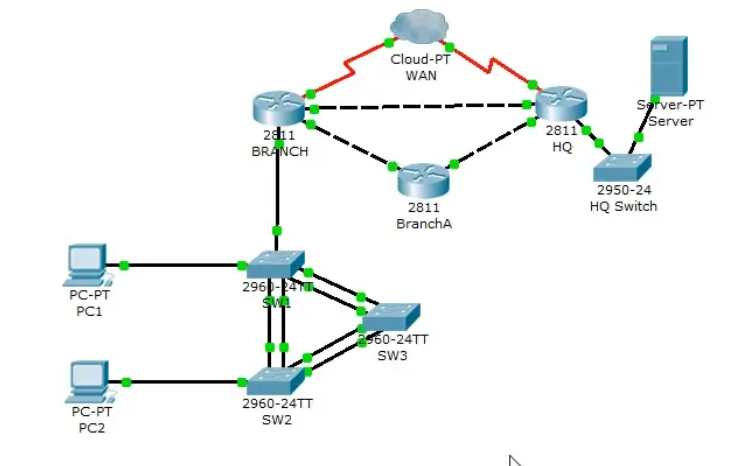 Cloud-PT
WAN
2811
BRANCH
2811
HQ
Server-PT
Server
2950-24
HQ Switch
2811
BranchA
PC-PT
PC1
2960-24TT
SW1
2960-24TT
SW3
PC-PT
PC2
2960-24TT
SW2